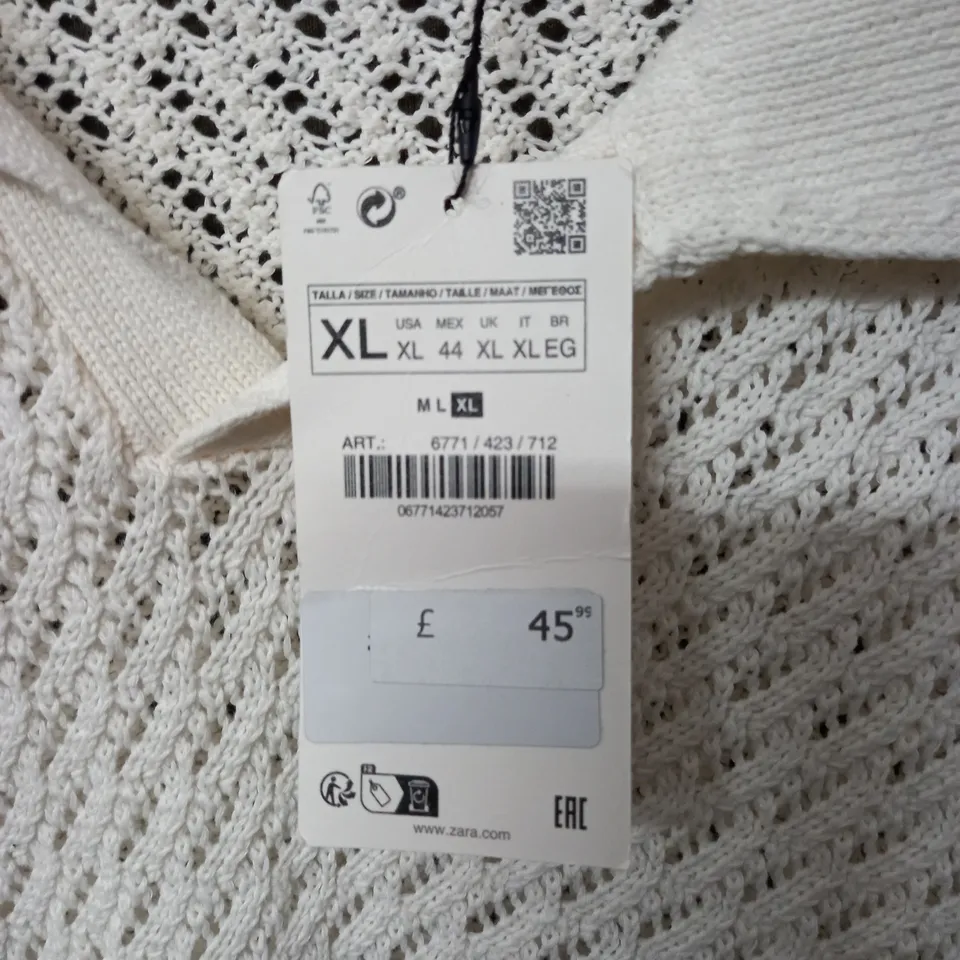 FSC
®
TALLA / SIZE / TAMANHO / TAILLE / MAAT / ΜΕΓΕΘΟΣ
XL USA MEX UK IT BR
XL 44 XL XL EG
M L XL
ART.: 6771 / 423 / 712
06771423712057
£ 45⁹⁹
www.zara.com
EAC